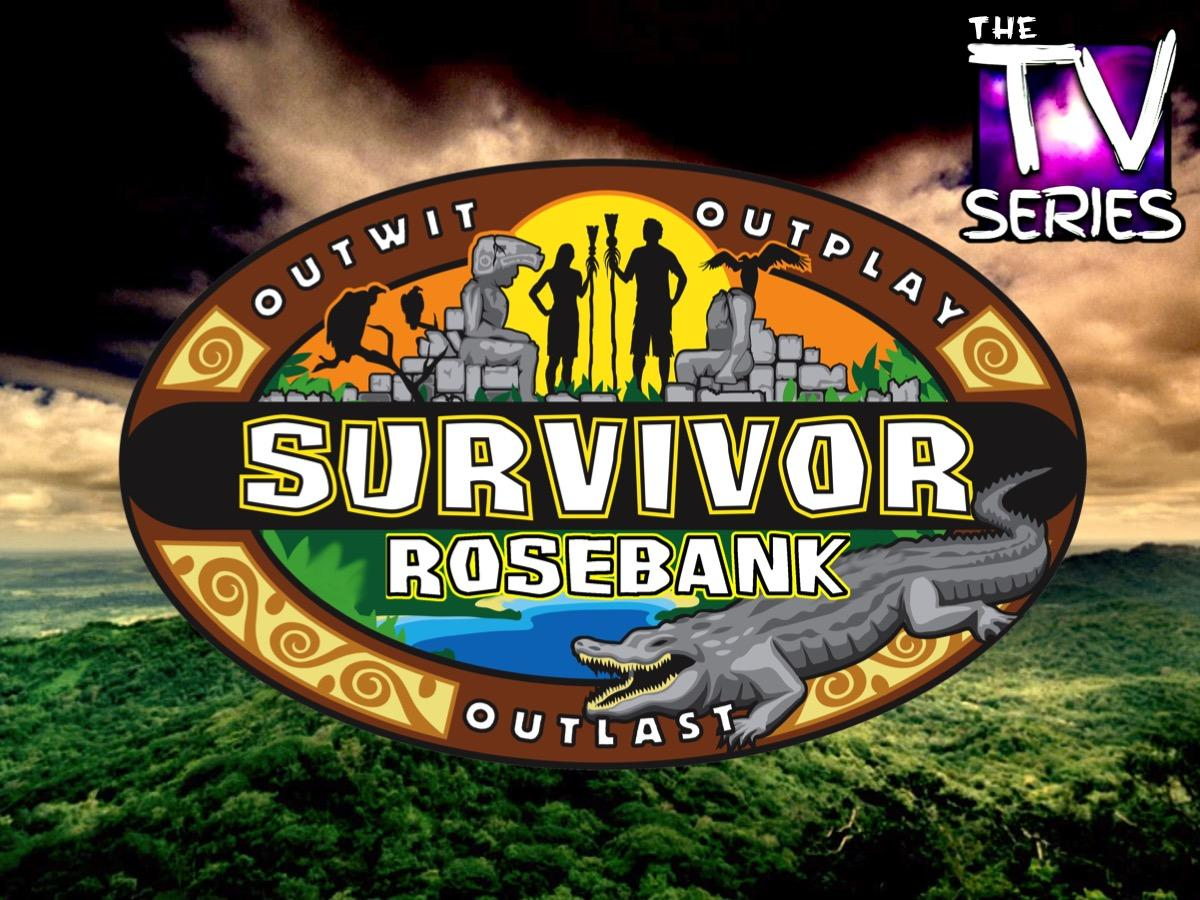 THE
TV
SERIES
OUTWIT OUTPLAY
SURVIVOR
ROSEBANK
OUTLAST